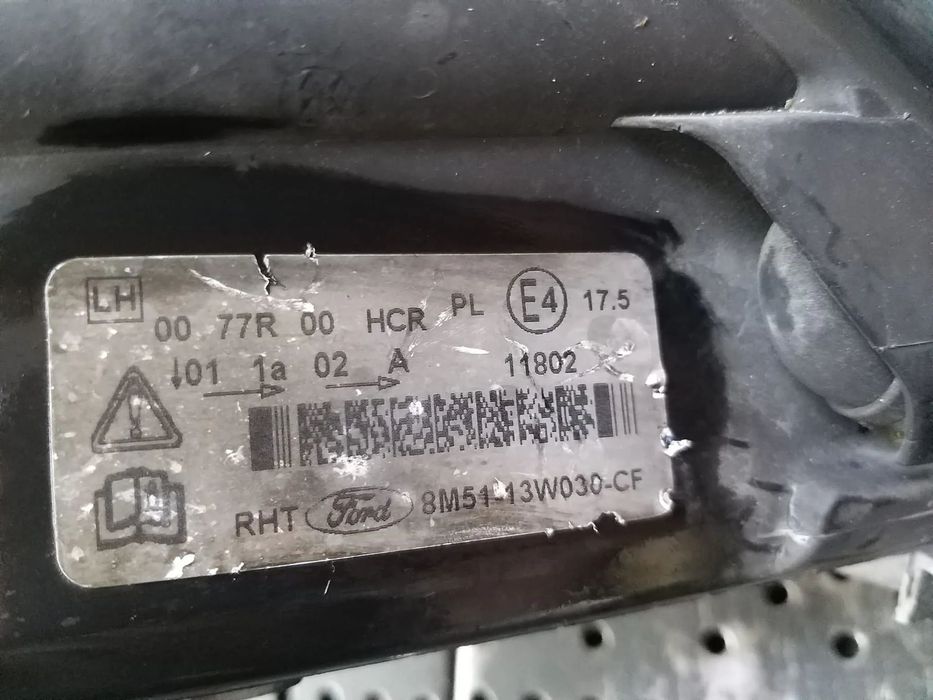 LH
00 77R 00 HCR PL E4 17.5
↓01 1a 02 A 11802
RHT Ford 8M51-13W030-CF